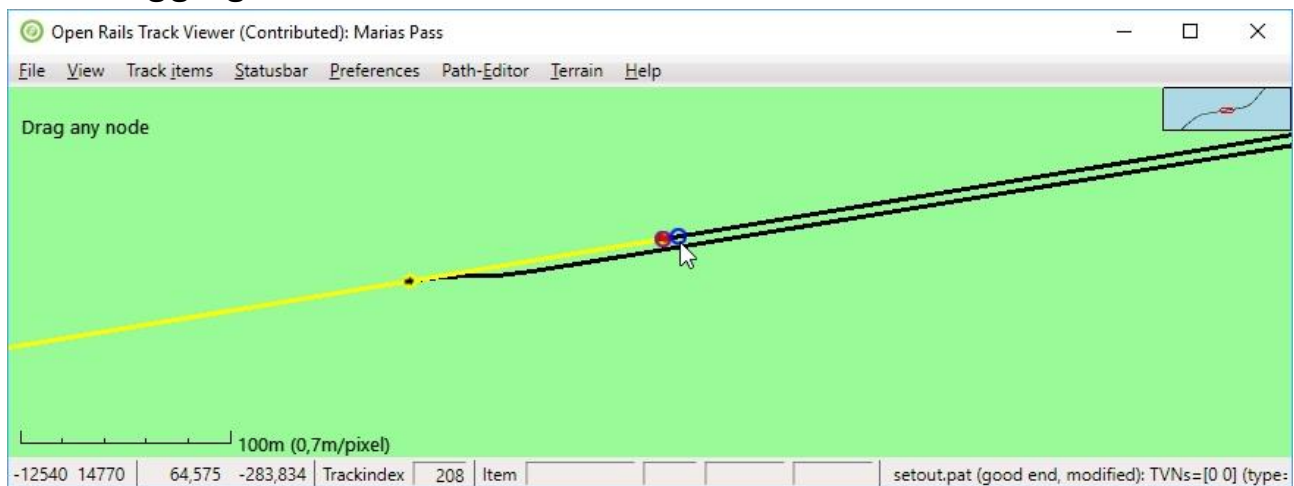 Open Rails Track Viewer (Contributed): Marias Pass
File View Track items Statusbar Preferences Path-Editor Terrain Help
Drag any node
100m (0,7m/pixel)
-12540 14770 64,575 -283,834 Trackindex 208 Item setout.pat (good end, modified): TVNs=[0 0] (type: